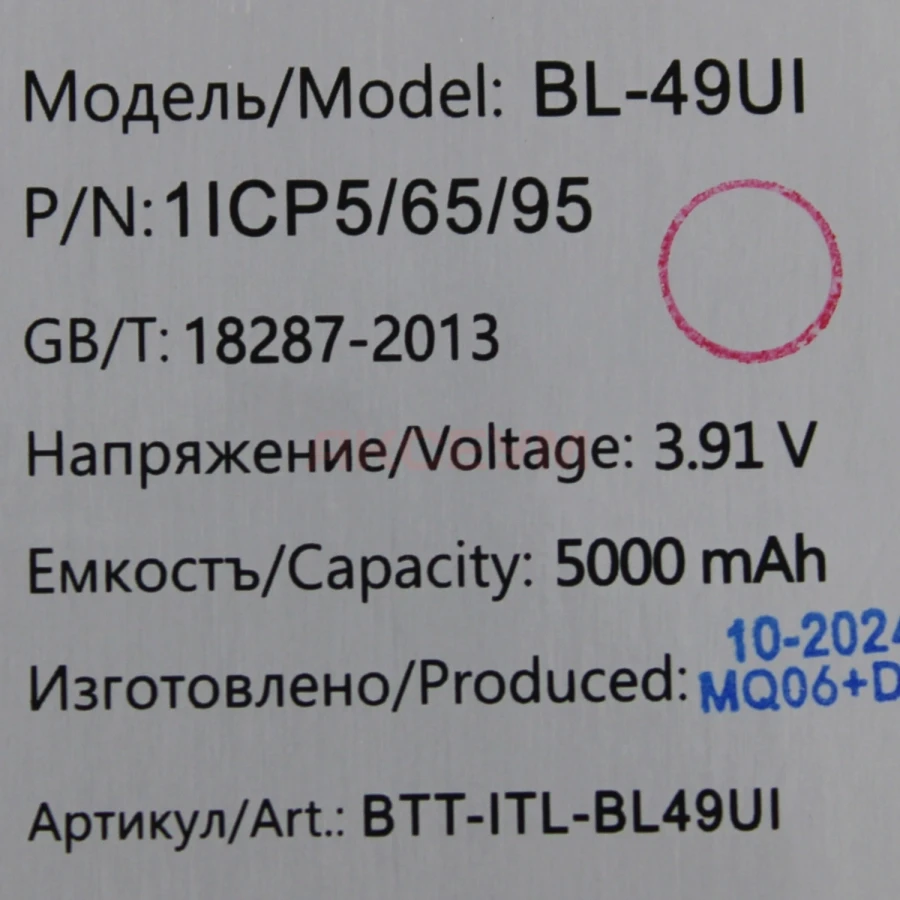 Модель/Model: BL-49UI
P/N: 1ICP5/65/95
GB/T: 18287-2013
Напряжение/Voltage: 3.91 V
Емкостъ/Capacity: 5000 mAh
10-2024
Изготовлено/Produced: MQ06+D
Артикул/Art.: BTT-ITL-BL49UI